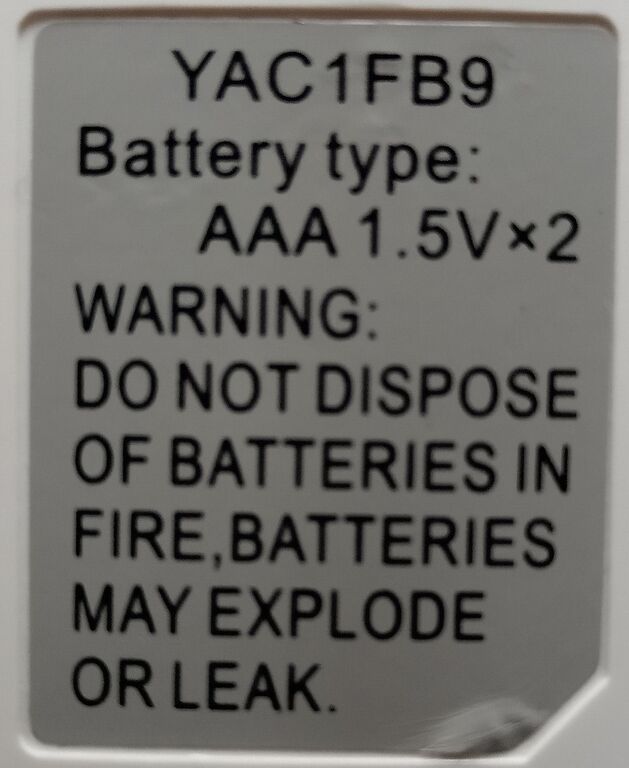 YAC1FB9
Battery type:
AAA 1.5V×2
WARNING:
DO NOT DISPOSE
OF BATTERIES IN
FIRE,BATTERIES
MAY EXPLODE
OR LEAK.